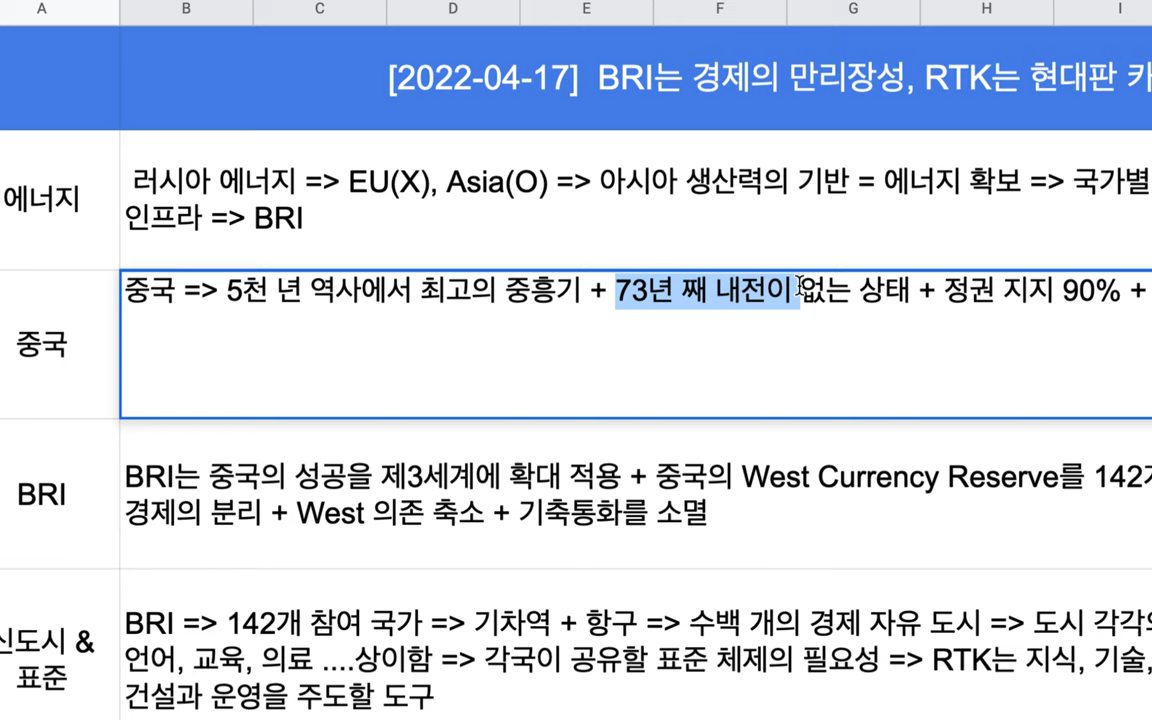 A B C D E F G H I
[2022-04-17] BRI는 경제의 만리장성, RTK는 현대판 카
에너지
러시아 에너지 => EU(X), Asia(O) => 아시아 생산력의 기반 = 에너지 확보 => 국가별
인프라 => BRI
중국
중국 => 5천 년 역사에서 최고의 중흥기 + 73년 째 내전이 없는 상태 + 정권 지지 90% +
BRI
BRI는 중국의 성공을 제3세계에 확대 적용 + 중국의 West Currency Reserve를 142개
경제의 분리 + West 의존 축소 + 기축통화를 소멸
신도시 &
표준
BRI => 142개 참여 국가 => 기차역 + 항구 => 수백 개의 경제 자유 도시 => 도시 각각의
언어, 교육, 의료 ....상이함 => 각국이 공유할 표준 체제의 필요성 => RTK는 지식, 기술,
건설과 운영을 주도할 도구